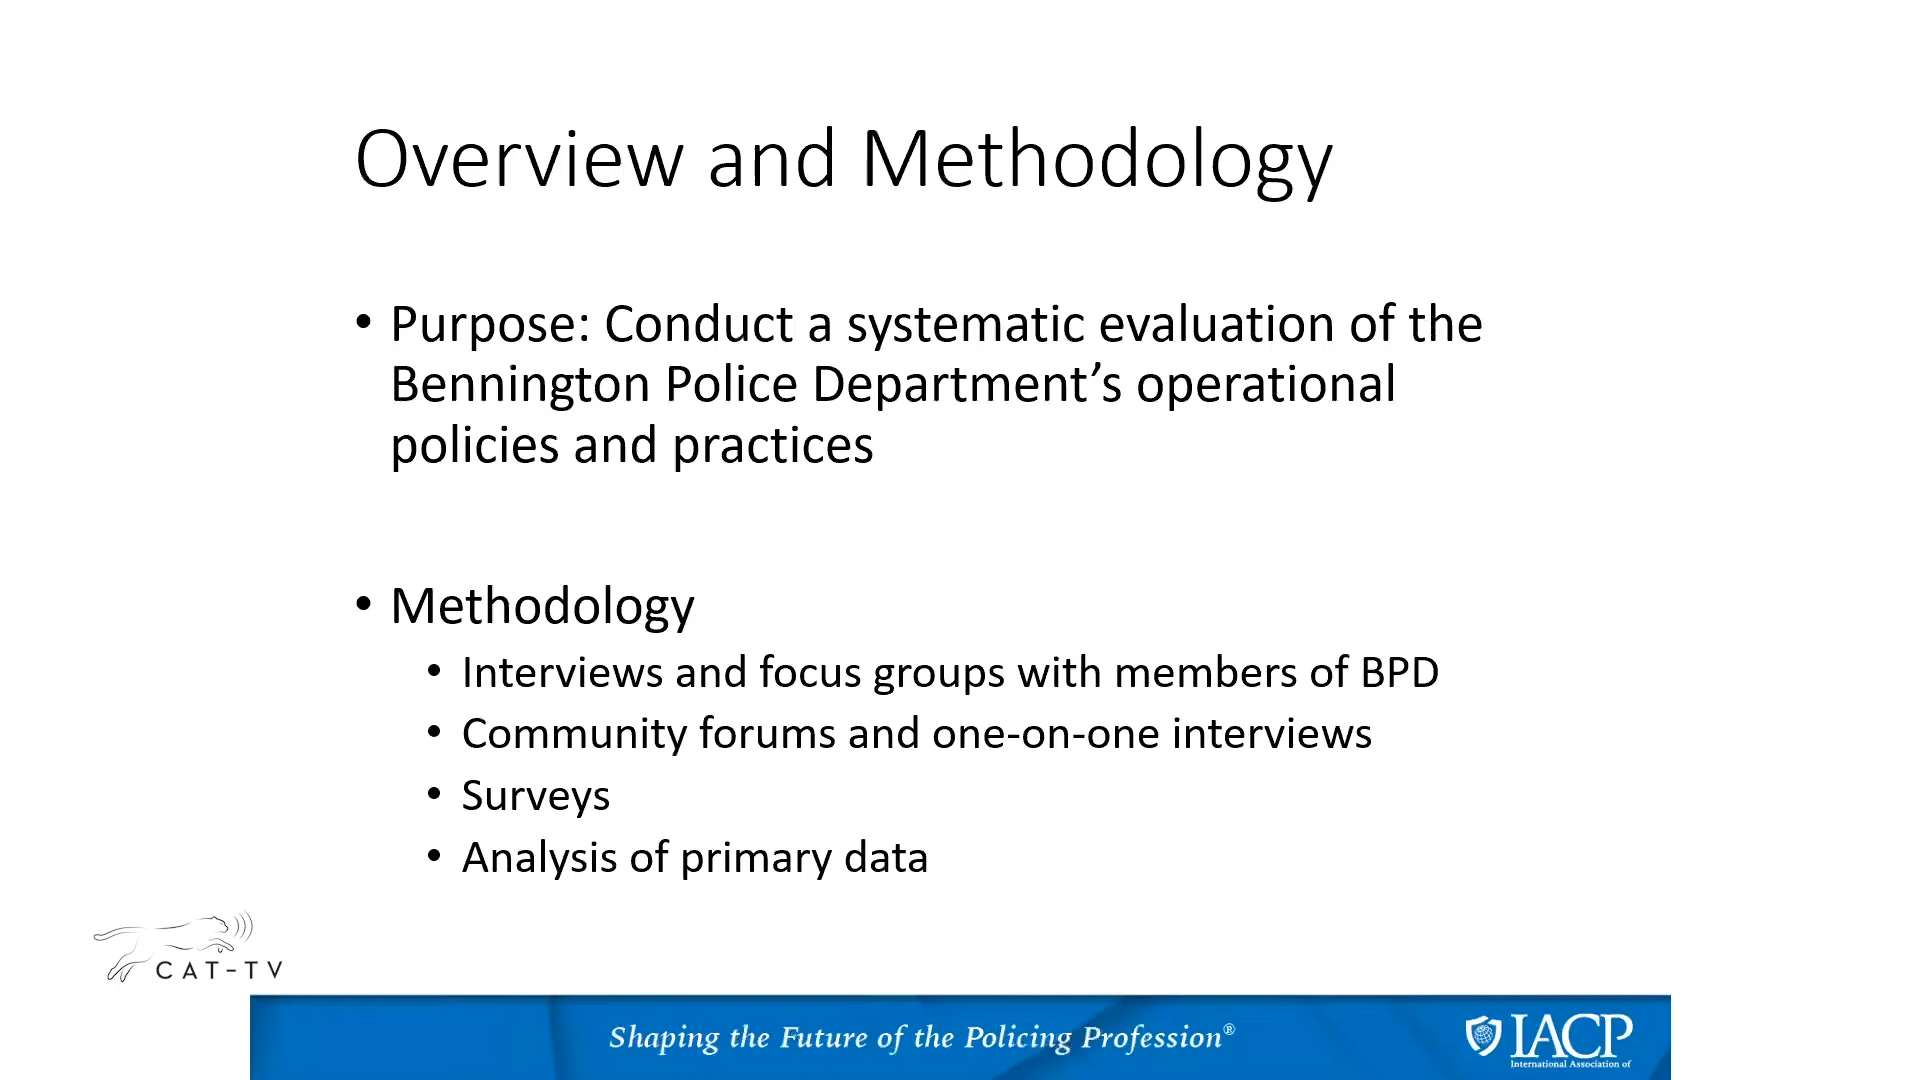 Overview and Methodology
• Purpose: Conduct a systematic evaluation of the
Bennington Police Department’s operational
policies and practices
• Methodology
• Interviews and focus groups with members of BPD
• Community forums and one-on-one interviews
• Surveys
• Analysis of primary data
CAT-TV
Shaping the Future of the Policing Profession®
IACP
International Association of